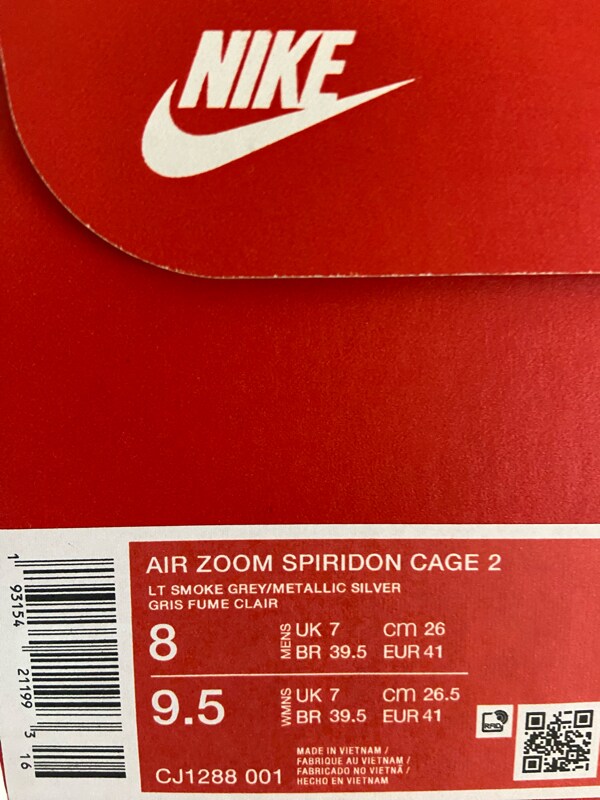 NIKE
AIR ZOOM SPIRIDON CAGE 2
LT SMOKE GREY/METALLIC SILVER
GRIS FUME CLAIR
8 MENS UK 7 CM 26
BR 39.5 EUR 41
9.5 WMNS UK 7 CM 26.5
BR 39.5 EUR 41
CJ1288 001
MADE IN VIETNAM /
FABRIQUE AU VIETNAM /
FABRICADO NO VIETNÃ /
HECHO EN VIETNAM
RFID
1 93154 21199 3 16